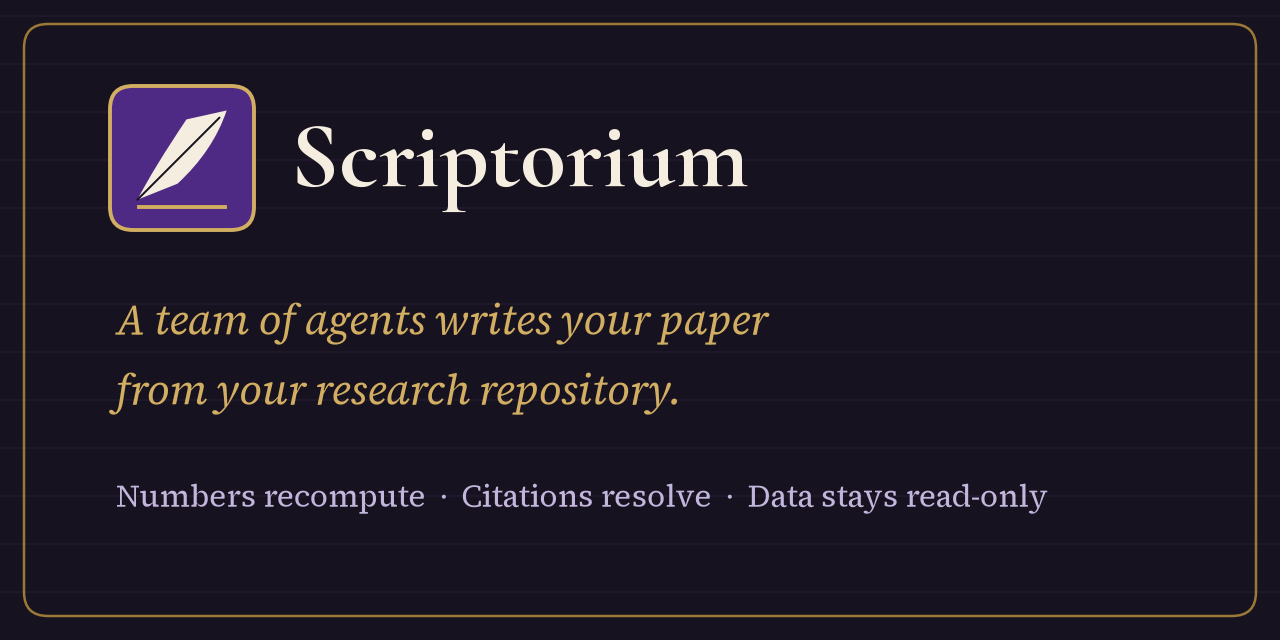 Scriptorium
A team of agents writes your paper
from your research repository.
Numbers recompute · Citations resolve · Data stays read-only